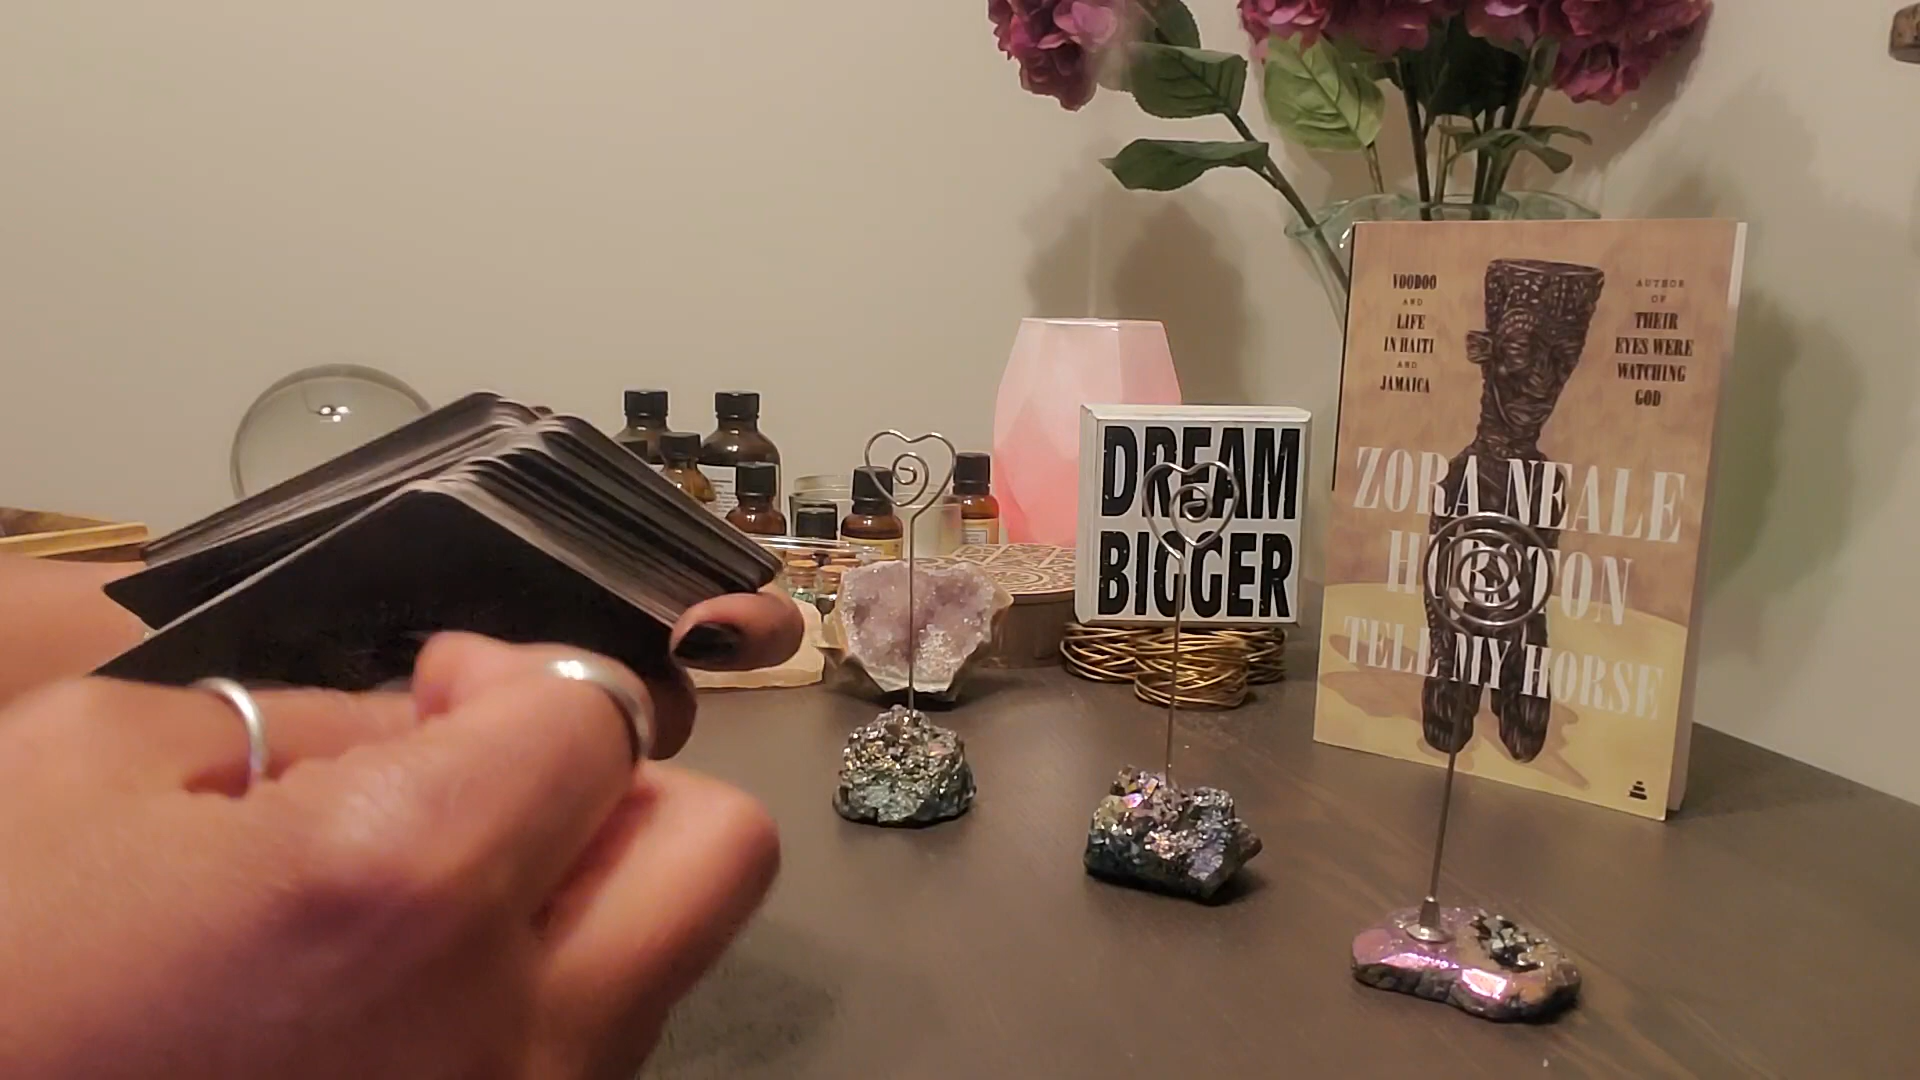 DREAM
BIGGER
VOODOO
AND
LIFE
IN HAITI
AND
JAMAICA
AUTHOR
OF
THEIR
EYES WERE
WATCHING
GOD
ZORA NEALE
HURSTON
TELL MY HORSE